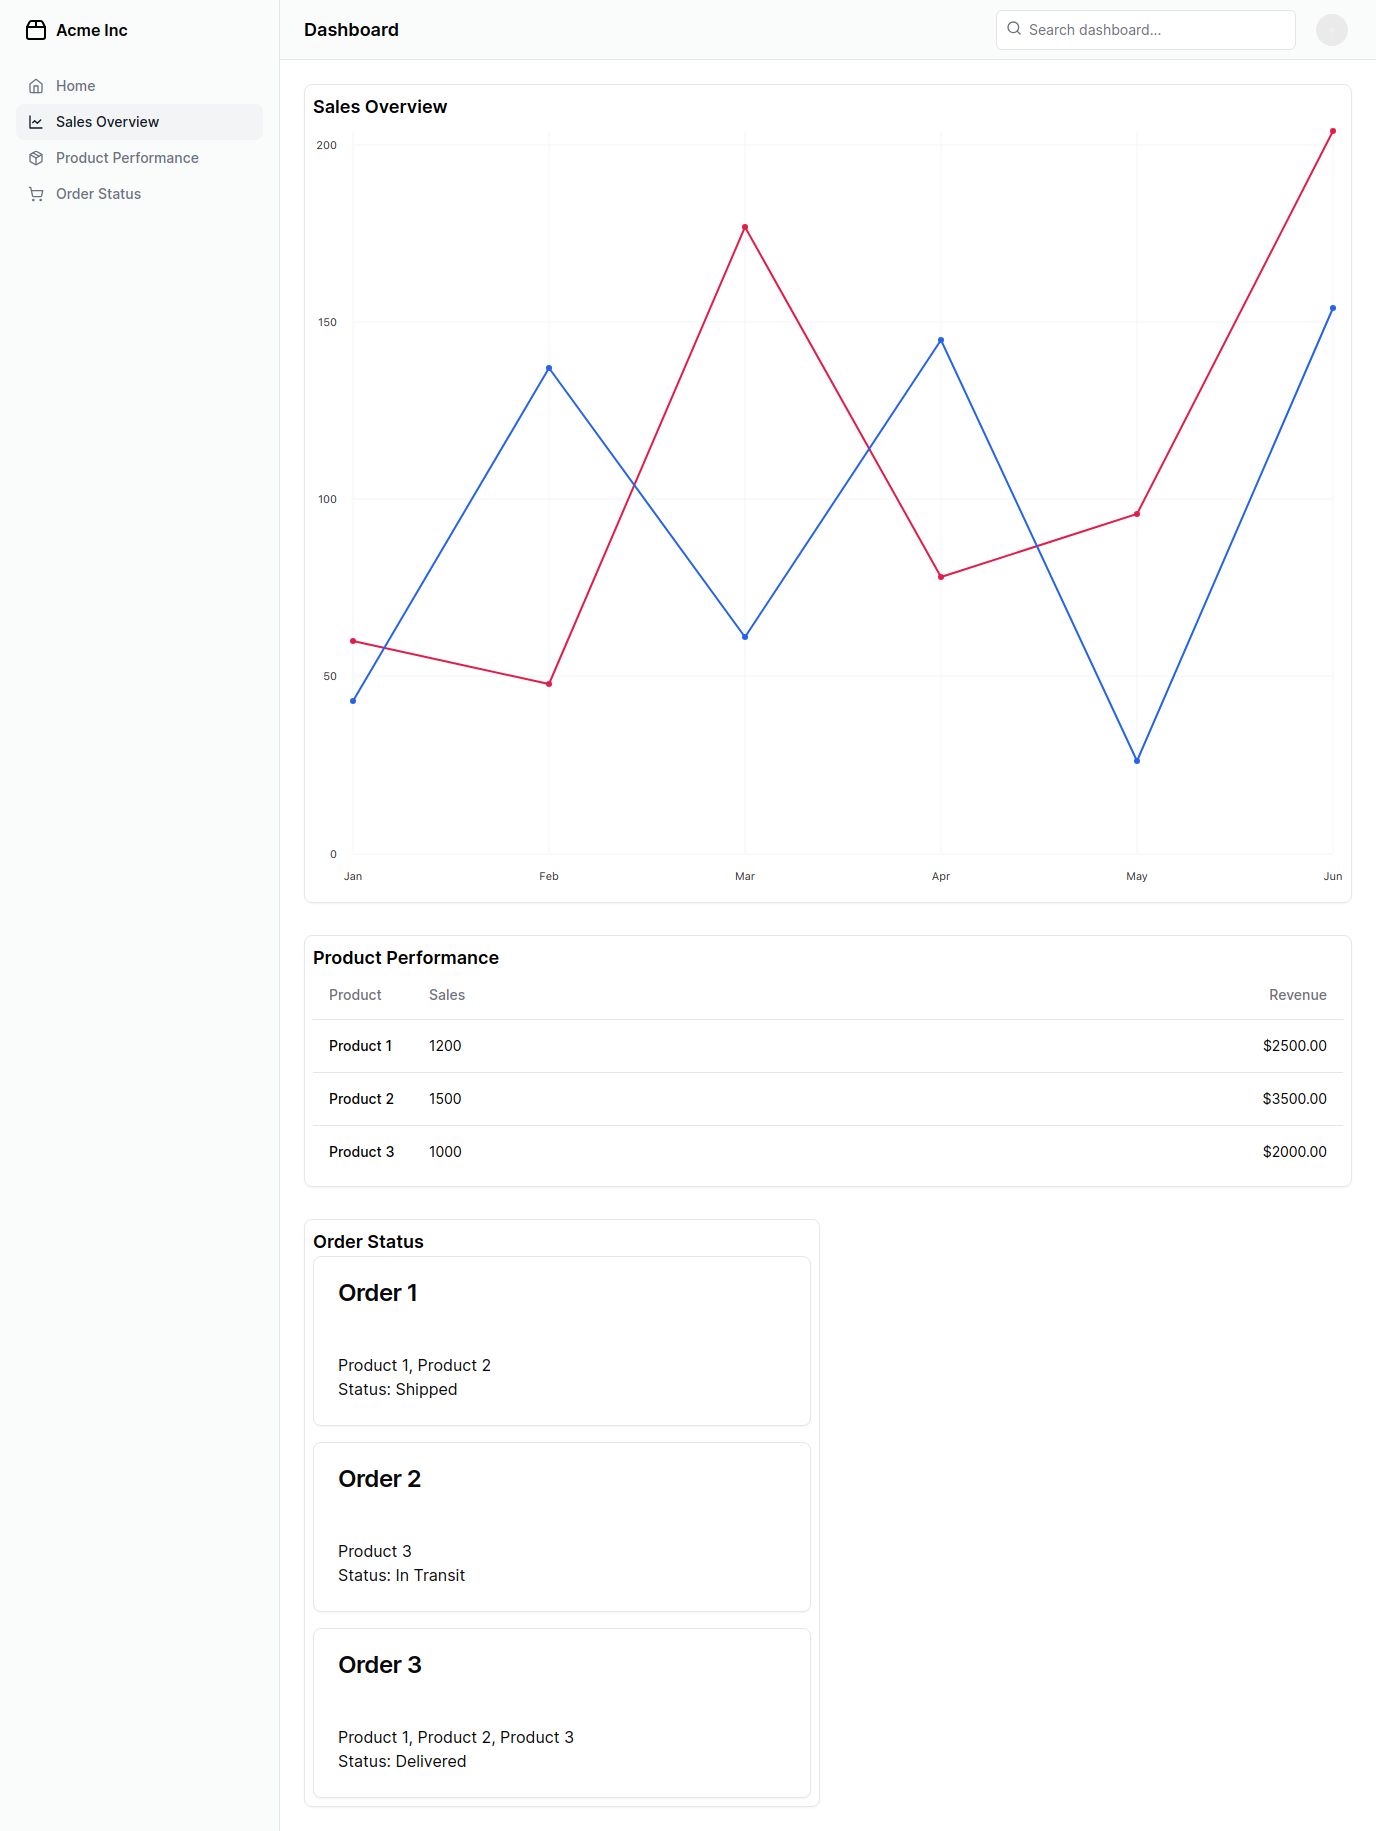 Acme Inc
Home
Sales Overview
Product Performance
Order Status
Dashboard
Search dashboard...
Sales Overview
200
150
100
50
0
Jan Feb Mar Apr May Jun
Product Performance
Product Sales Revenue
Product 1 1200 $2500.00
Product 2 1500 $3500.00
Product 3 1000 $2000.00
Order Status
Order 1
Product 1, Product 2
Status: Shipped
Order 2
Product 3
Status: In Transit
Order 3
Product 1, Product 2, Product 3
Status: Delivered